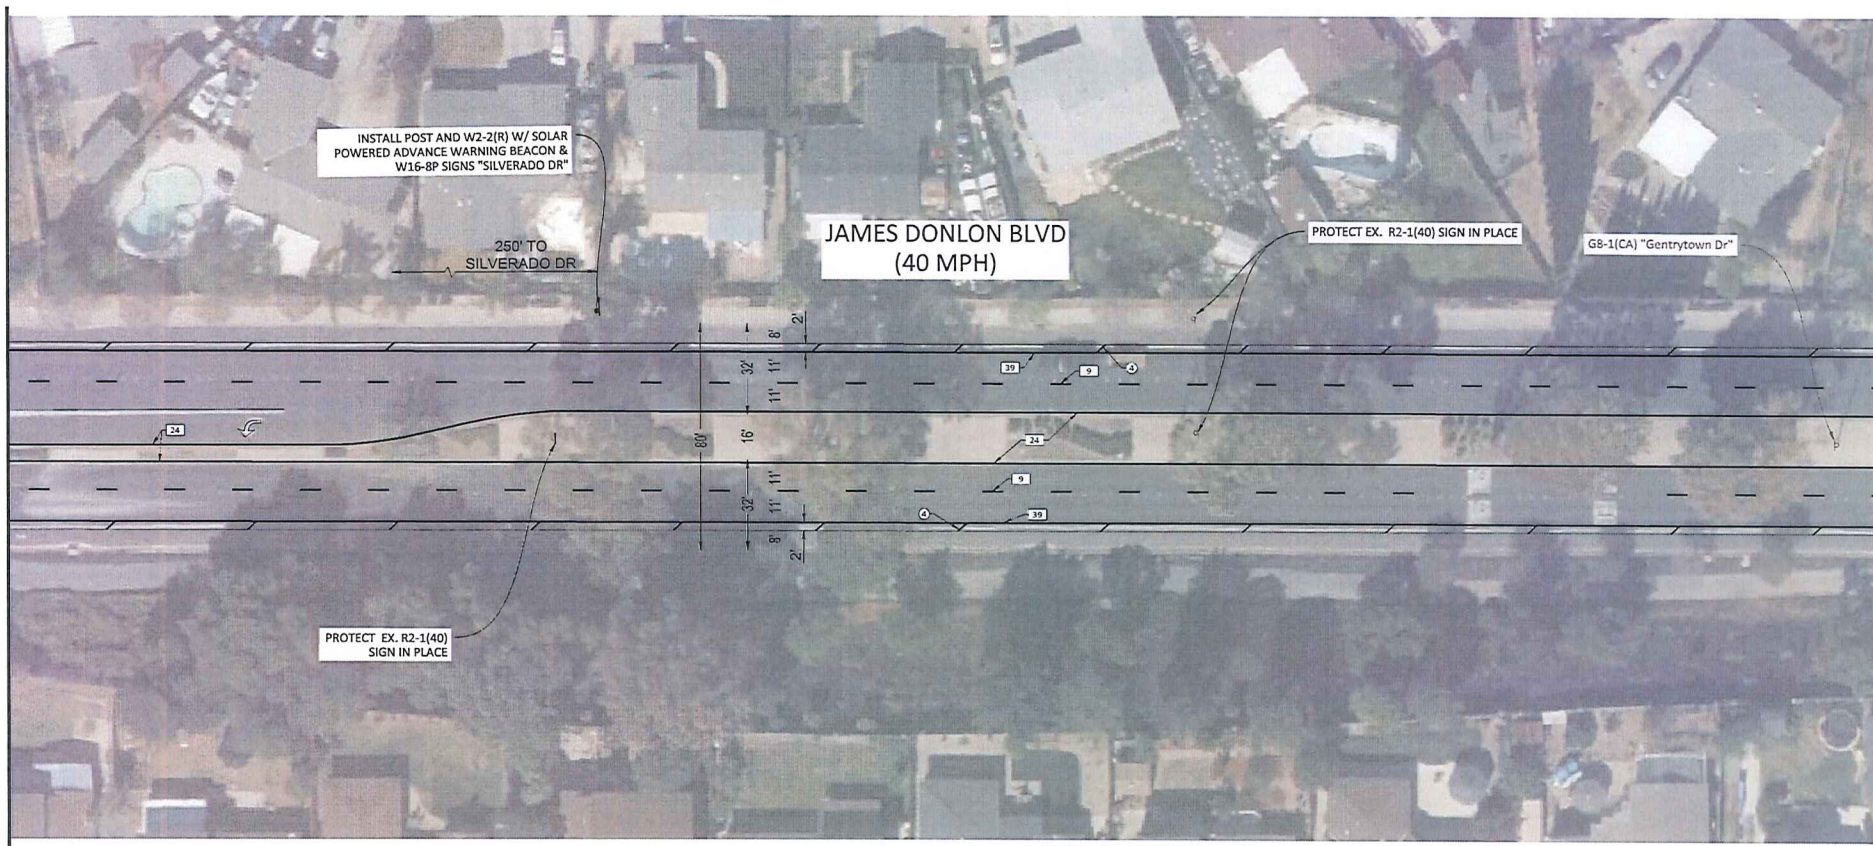 INSTALL POST AND W2-2(R) W/ SOLAR
POWERED ADVANCE WARNING BEACON &
W16-8P SIGNS "SILVERADO DR"
250' TO
SILVERADO DR
JAMES DONLON BLVD
(40 MPH)
PROTECT EX. R2-1(40) SIGN IN PLACE
G8-1(CA) "Gentrytown Dr"
2'
8'
32'
11'
11'
39
9
4
24
80'
16'
24
11'
32'
11'
9
4
39
8'
2'
PROTECT EX. R2-1(40)
SIGN IN PLACE